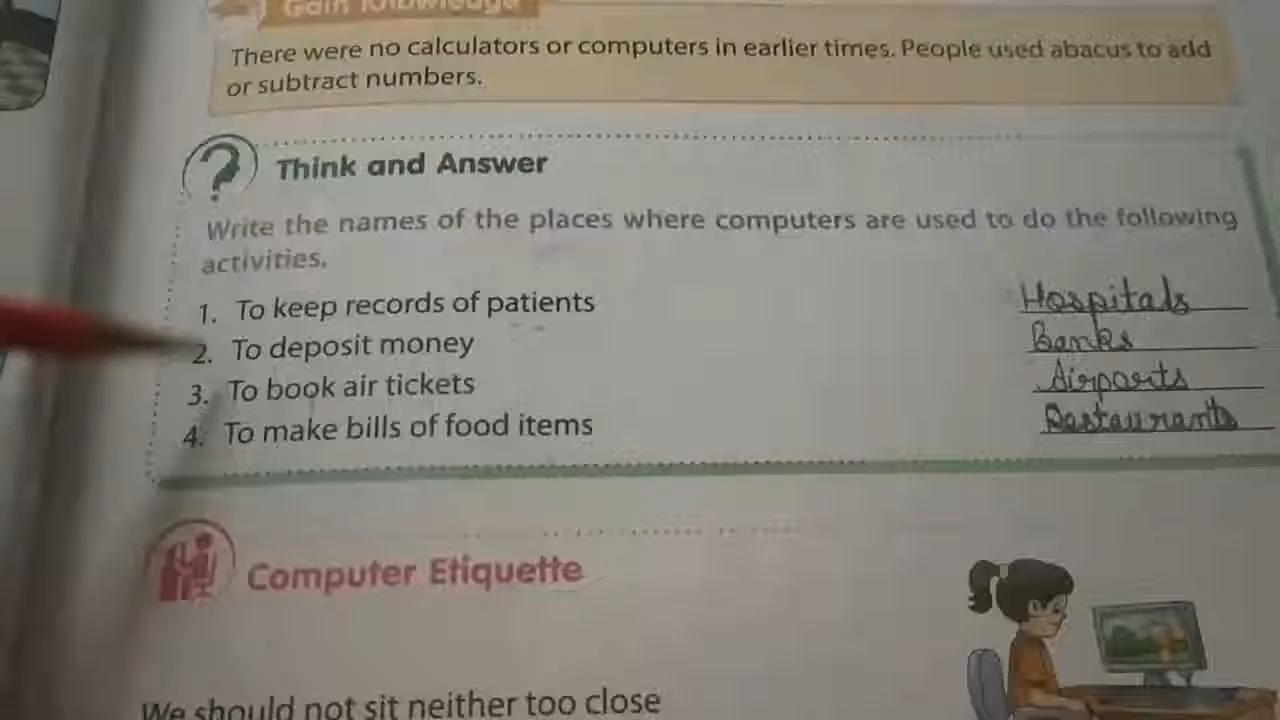 Gain Knowledge
There were no calculators or computers in earlier times. People used abacus to add
or subtract numbers.
Think and Answer
Write the names of the places where computers are used to do the following
activities.
1. To keep records of patients Hospitals
2. To deposit money Banks
3. To book air tickets Airports
4. To make bills of food items Restaurants
Computer Etiquette
We should not sit neither too close